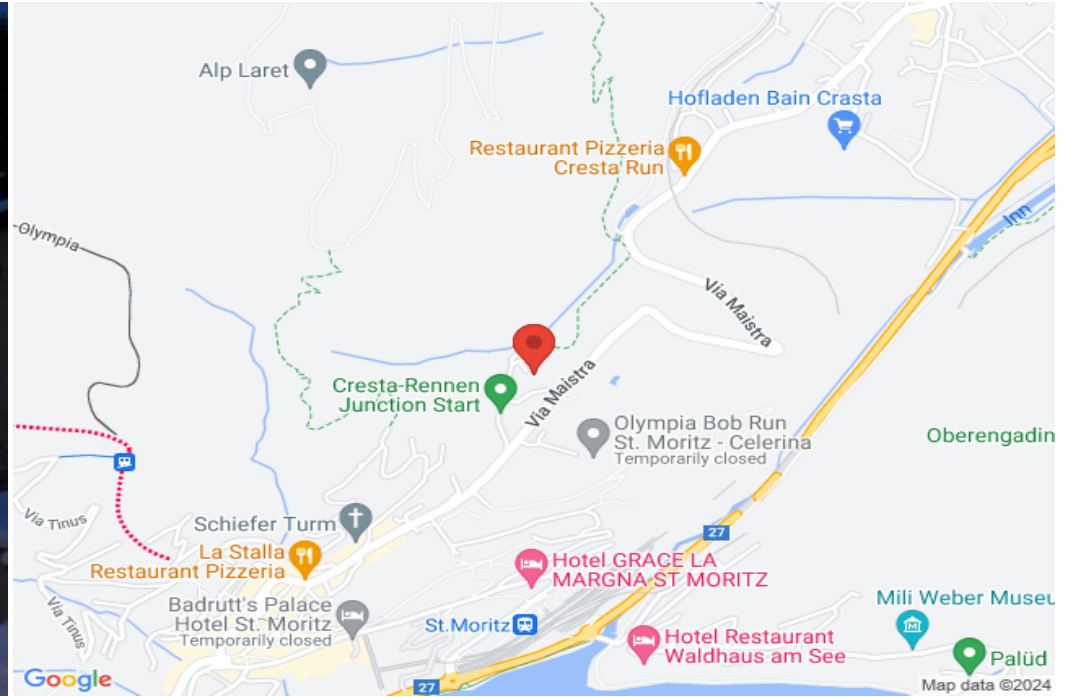 Alp Laret
Hofladen Bain Crasta
Restaurant Pizzeria
Cresta Run
Olympia
Inn
Via Maistra
Cresta-Rennen
Junction Start
Via Maistra
Olympia Bob Run
St. Moritz - Celerina
Temporarily closed
Oberengadin
Via Tinus
Schiefer Turm
27
La Stalla
Restaurant Pizzeria
Hotel GRACE LA
MARGNA ST MORITZ
Via Tinus
Badrutt's Palace
Hotel St. Moritz
Temporarily closed
St.Moritz
Mili Weber Museu
Hotel Restaurant
Waldhaus am See
Palüd
Google
27
Map data ©2024